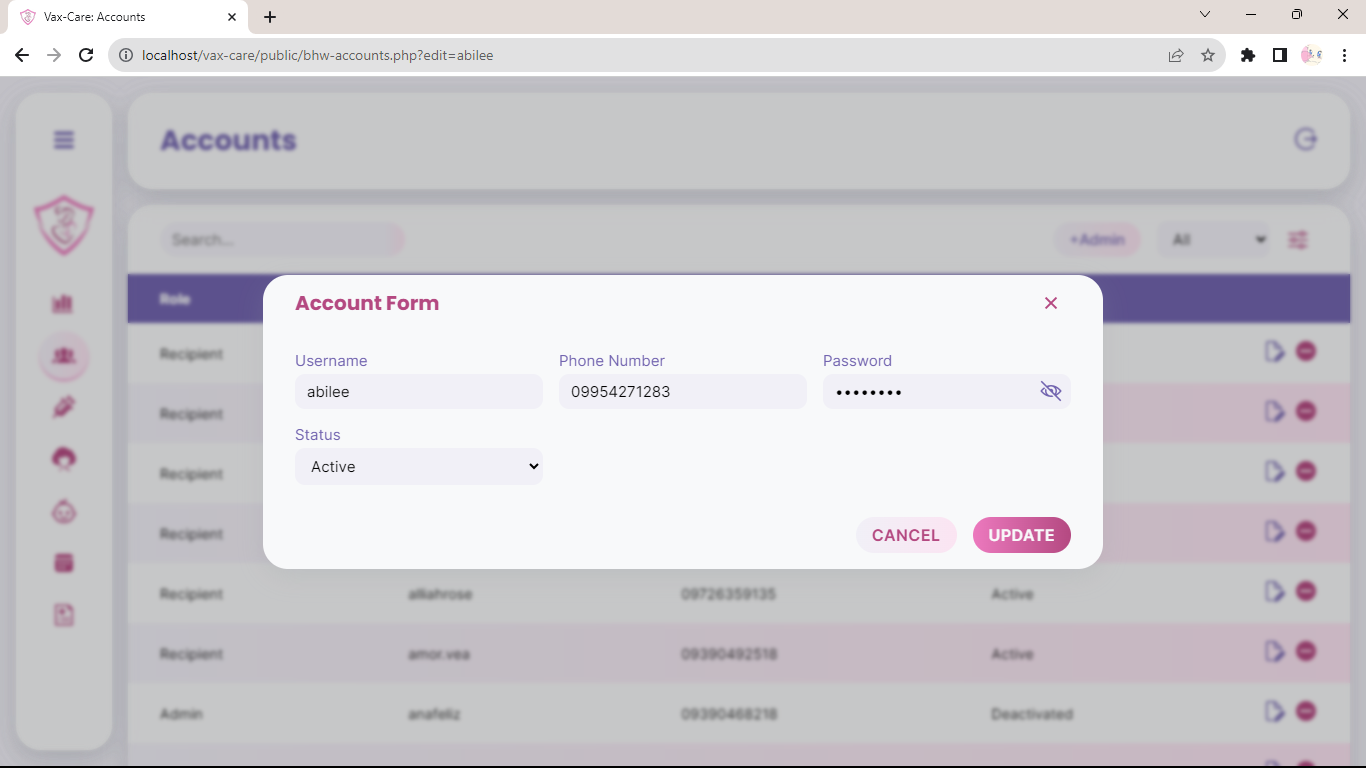 Vax-Care: Accounts
localhost/vax-care/public/bhw-accounts.php?edit=abilee
Accounts
Search...
+Admin
All
Role
Account Form
Recipient
Username
Phone Number
Password
abilee
09954271283
••••••••
Recipient
Status
Active
Recipient
Recipient
CANCEL
UPDATE
Recipient alliahrose 09726359135 Active
Recipient amor.vea 09390492518 Active
Admin anafeliz 09390468218 Deactivated